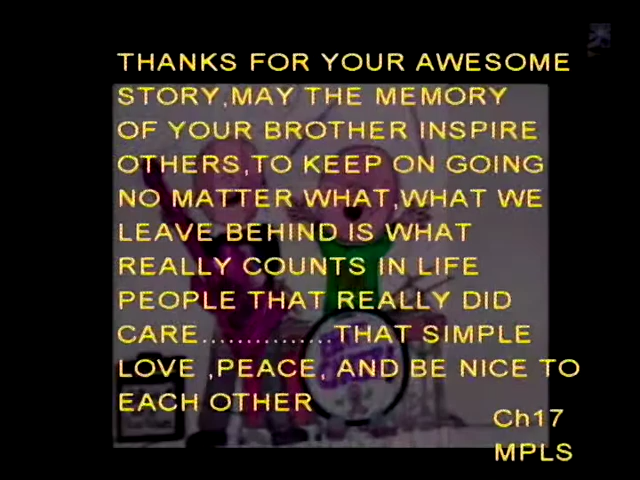 THANKS FOR YOUR AWESOME
STORY,MAY THE MEMORY
OF YOUR BROTHER INSPIRE
OTHERS,TO KEEP ON GOING
NO MATTER WHAT,WHAT WE
LEAVE BEHIND IS WHAT
REALLY COUNTS IN LIFE
PEOPLE THAT REALLY DID
CARE...............THAT SIMPLE
LOVE ,PEACE, AND BE NICE TO
EACH OTHER
Ch17
MPLS